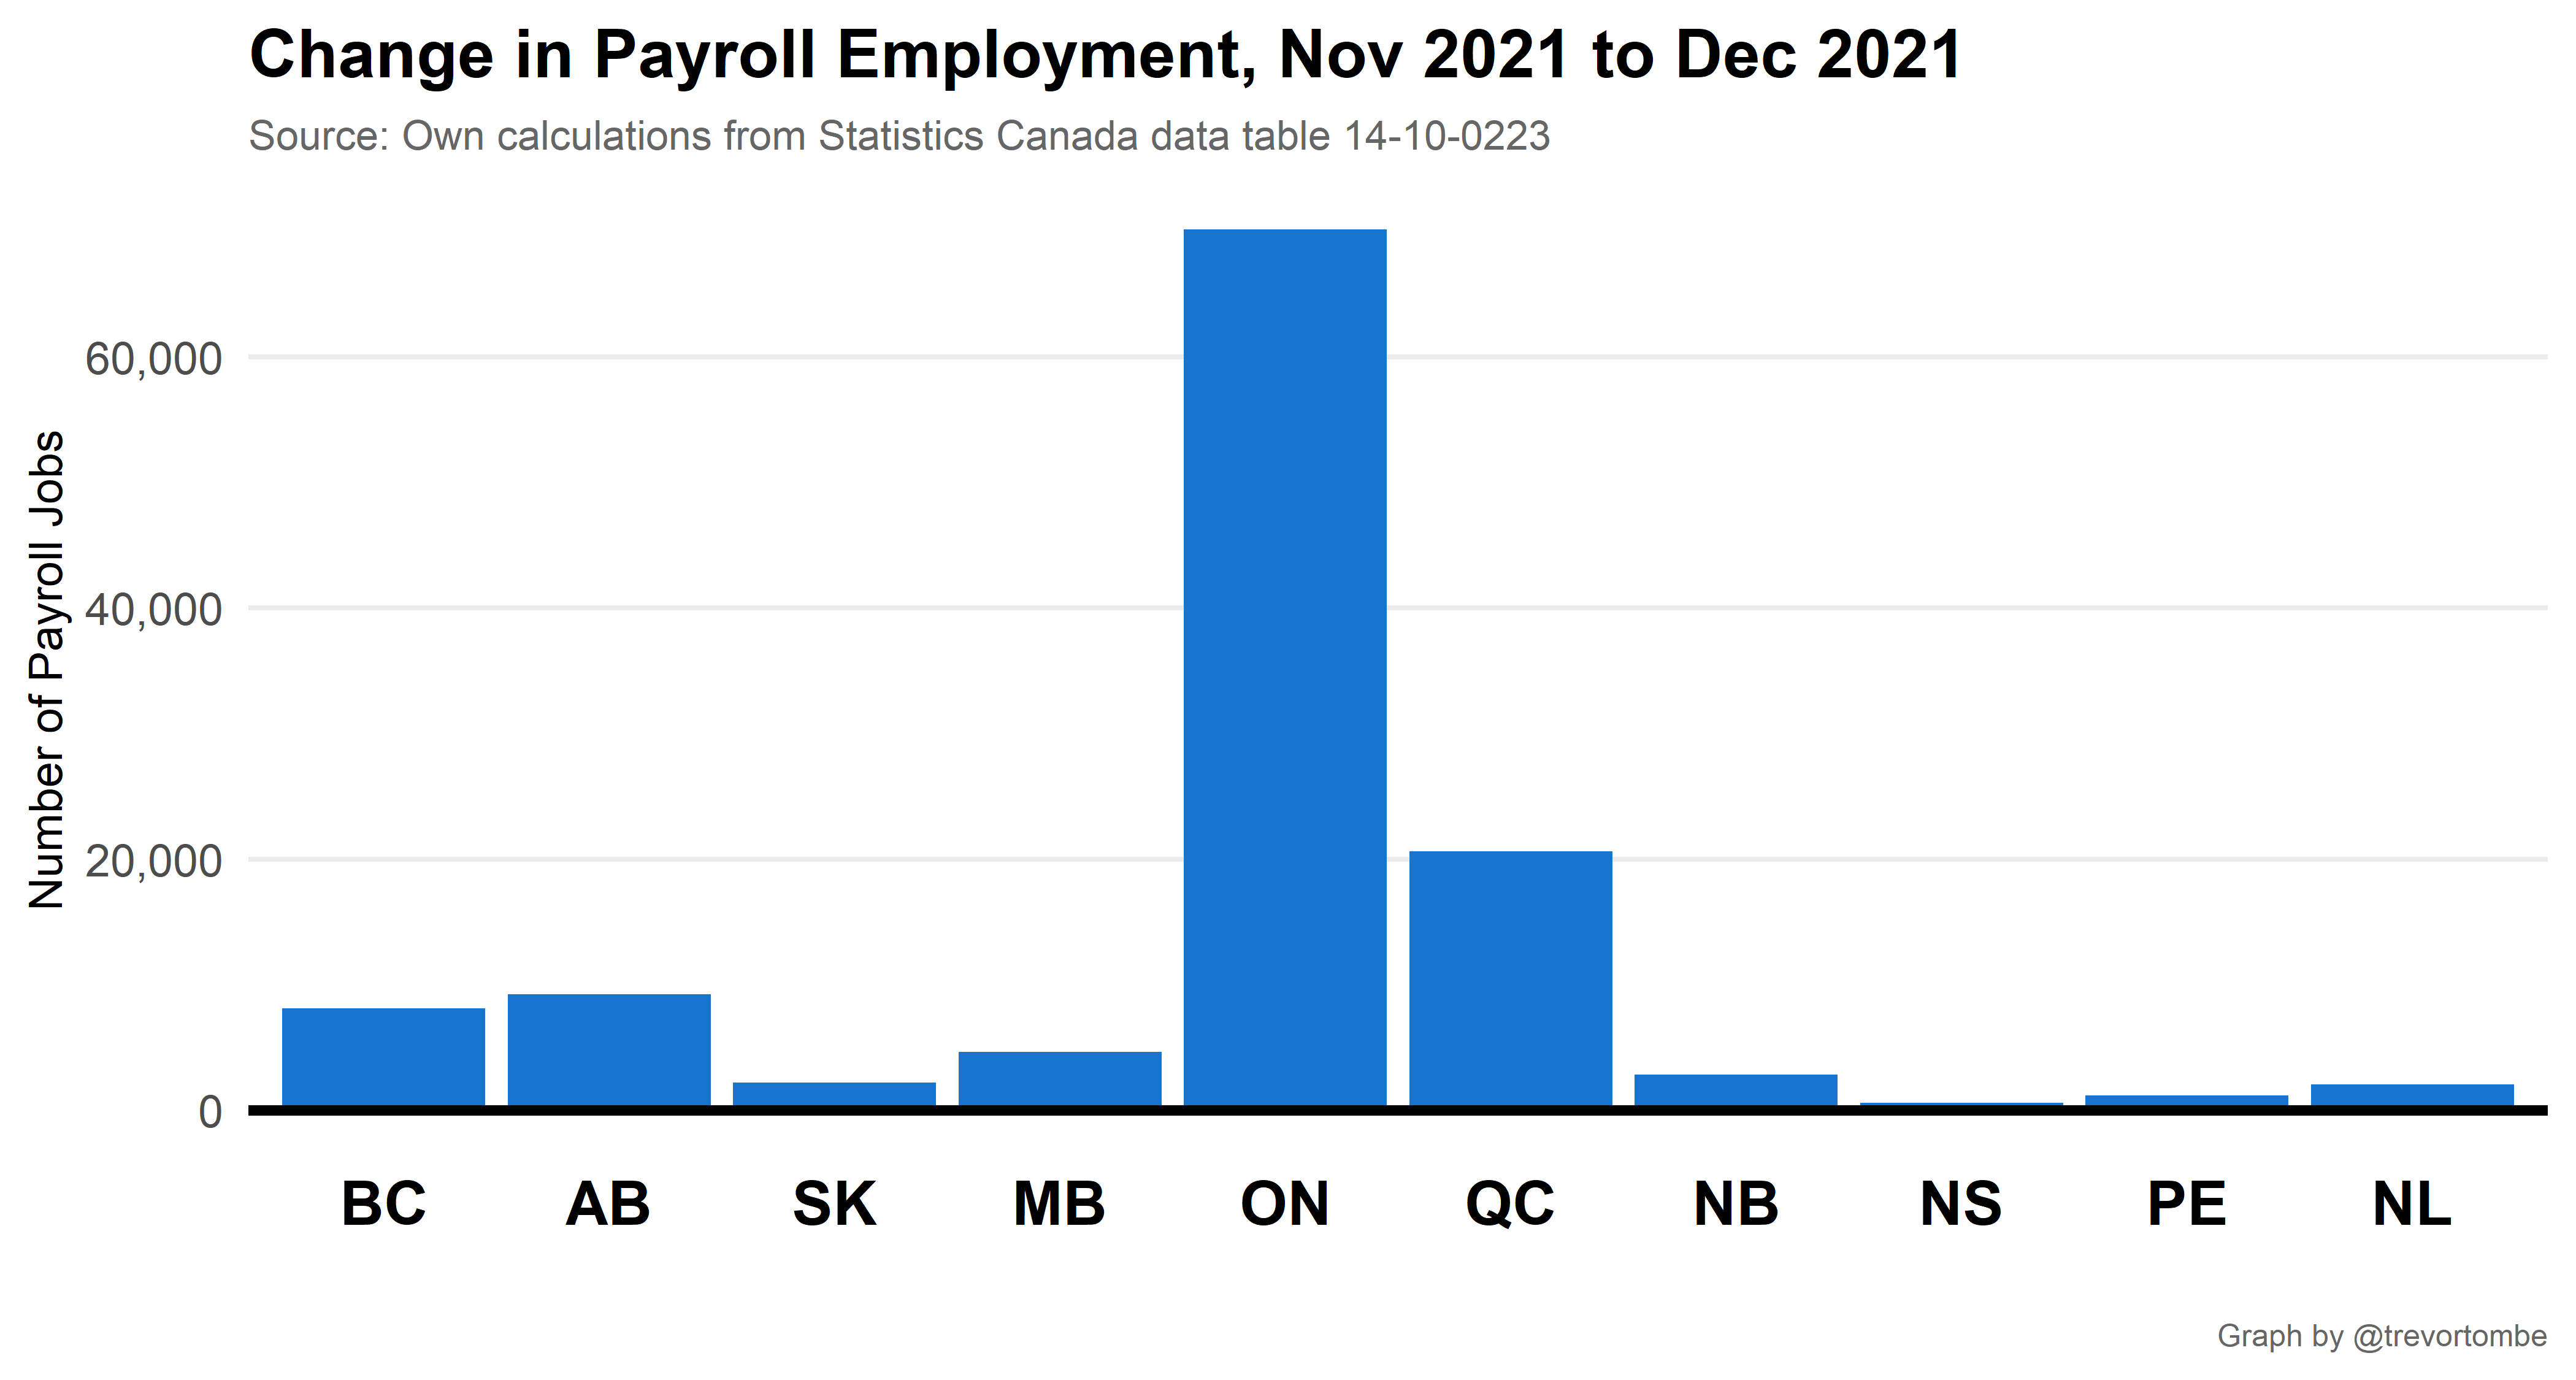 Change in Payroll Employment, Nov 2021 to Dec 2021
Source: Own calculations from Statistics Canada data table 14-10-0223
Number of Payroll Jobs
60,000
40,000
20,000
0
BC AB SK MB ON QC NB NS PE NL
Graph by @trevortombe